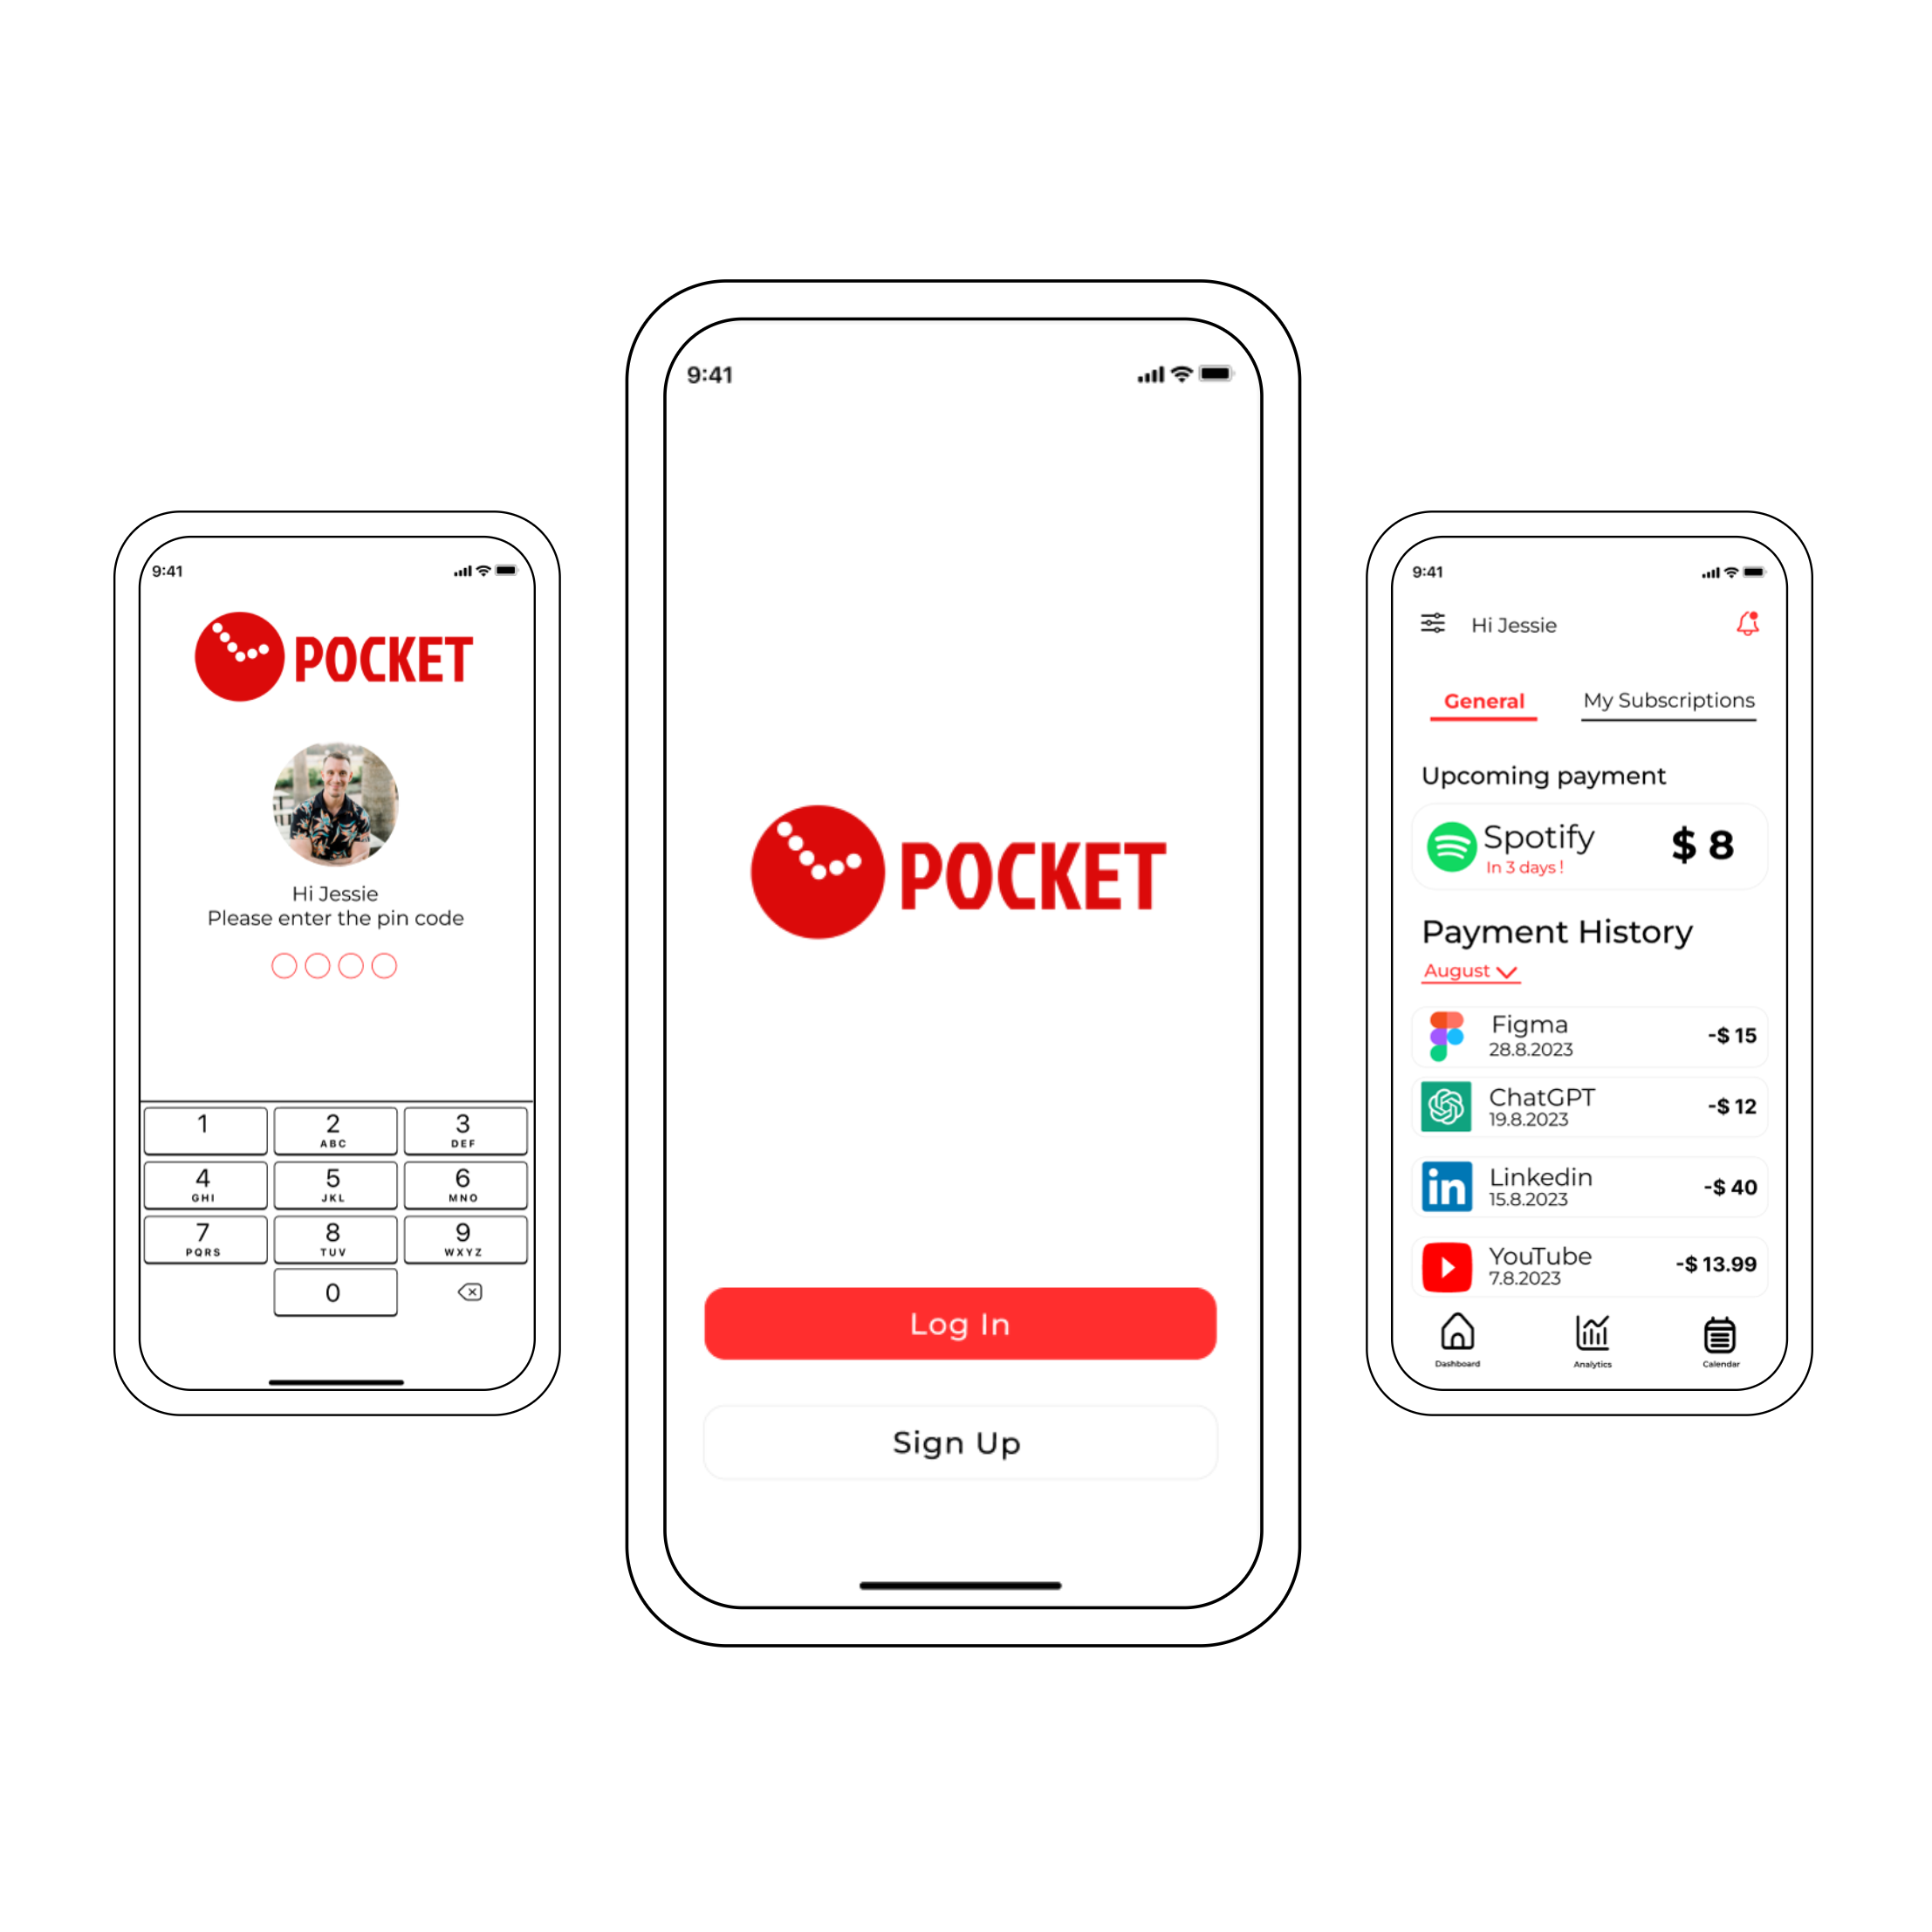 9:41
POCKET
Hi Jessie
Please enter the pin code
1
2
ABC
3
DEF
4
GHI
5
JKL
6
MNO
7
PQRS
8
TUV
9
WXYZ
0
9:41
POCKET
Log In
Sign Up
9:41
Hi Jessie
General
My Subscriptions
Upcoming payment
Spotify
$ 8
In 3 days !
Payment History
August
Figma
28.8.2023
-$ 15
ChatGPT
19.8.2023
-$ 12
in
Linkedin
15.8.2023
-$ 40
YouTube
7.8.2023
-$ 13.99
Dashboard
Analytics
Calendar